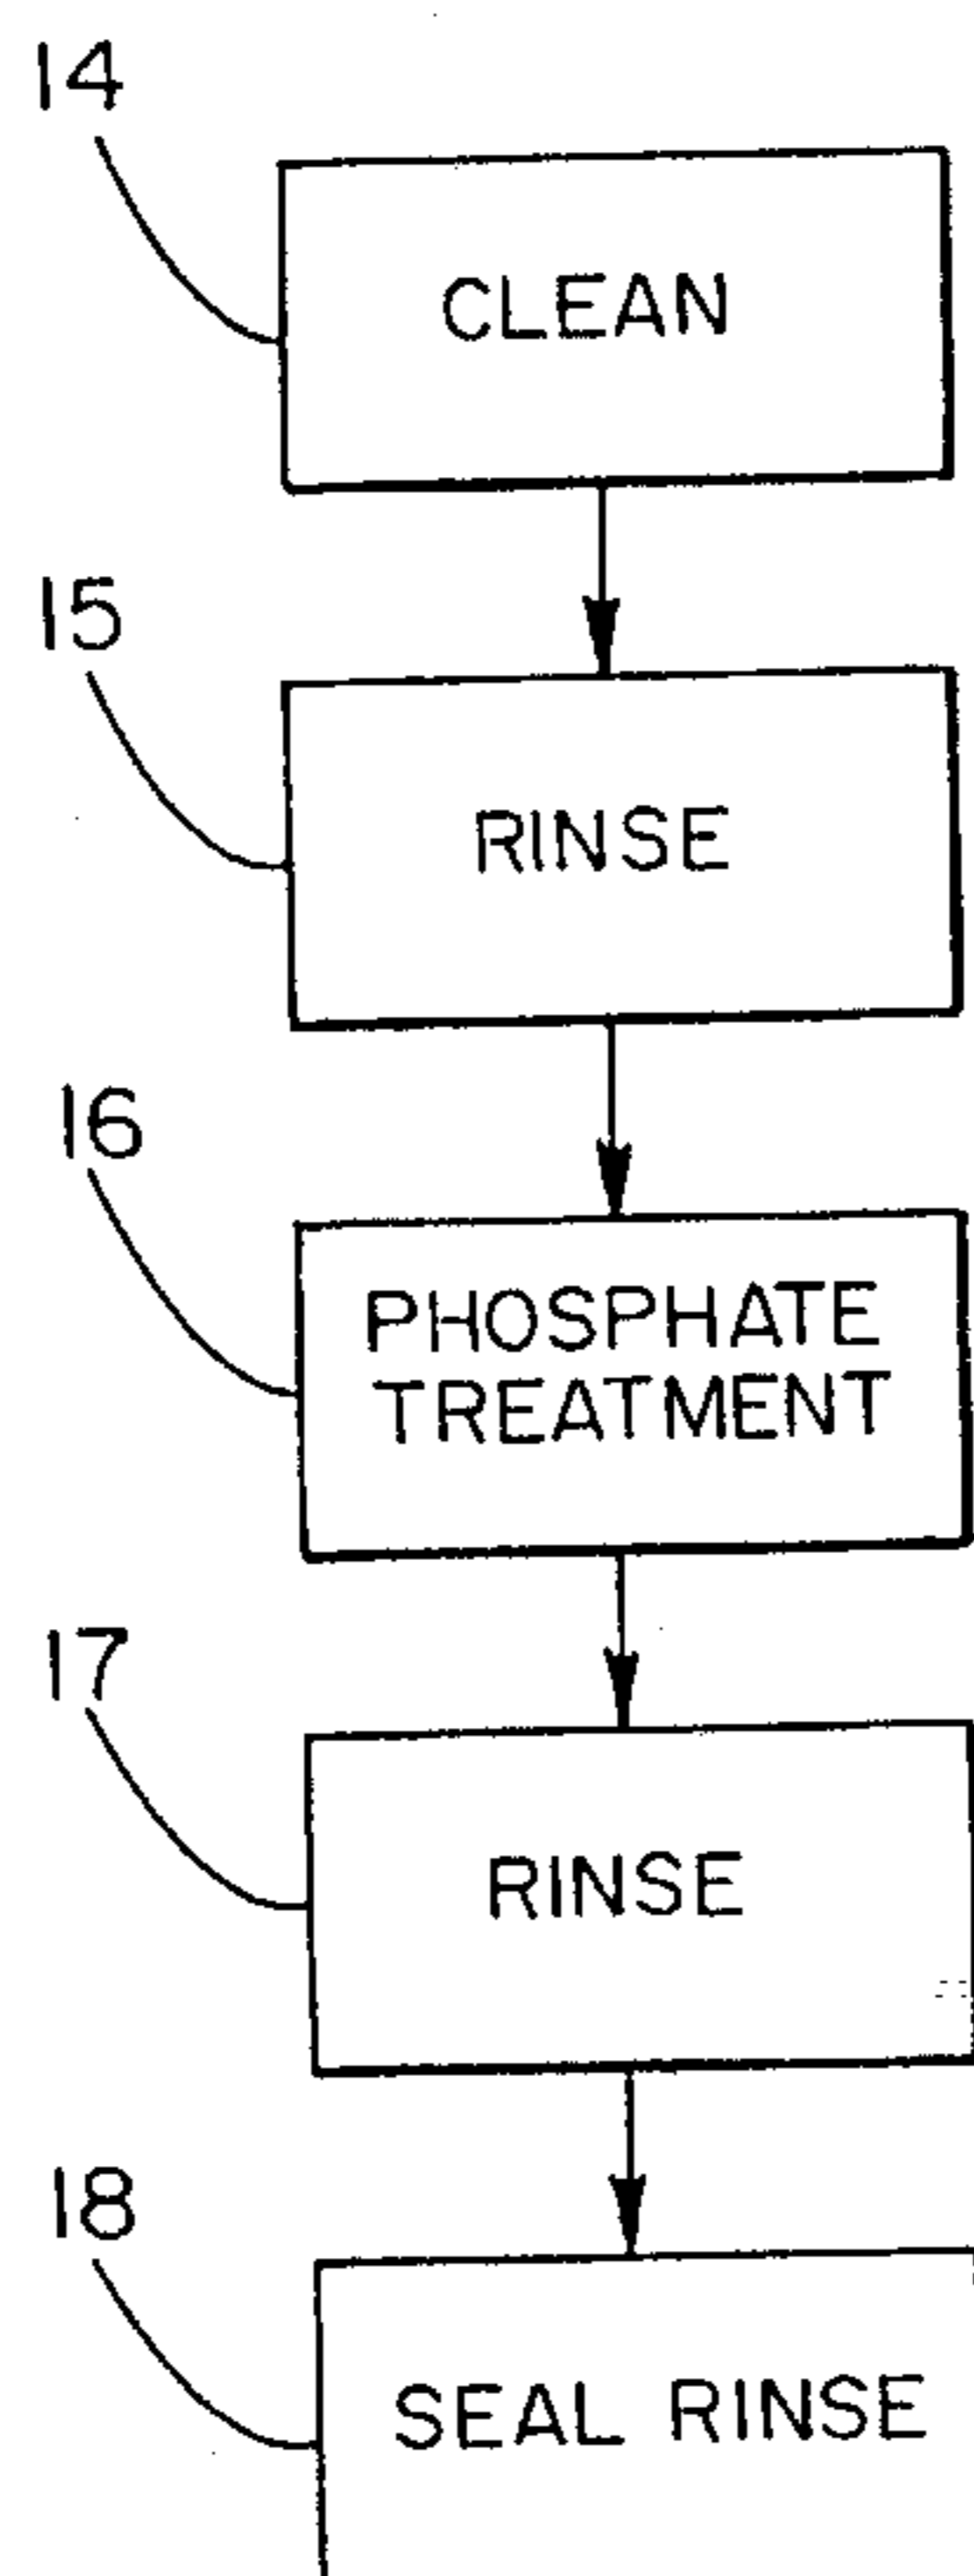 14
CLEAN
15
RINSE
16
PHOSPHATE
TREATMENT
17
RINSE
18
SEAL RINSE